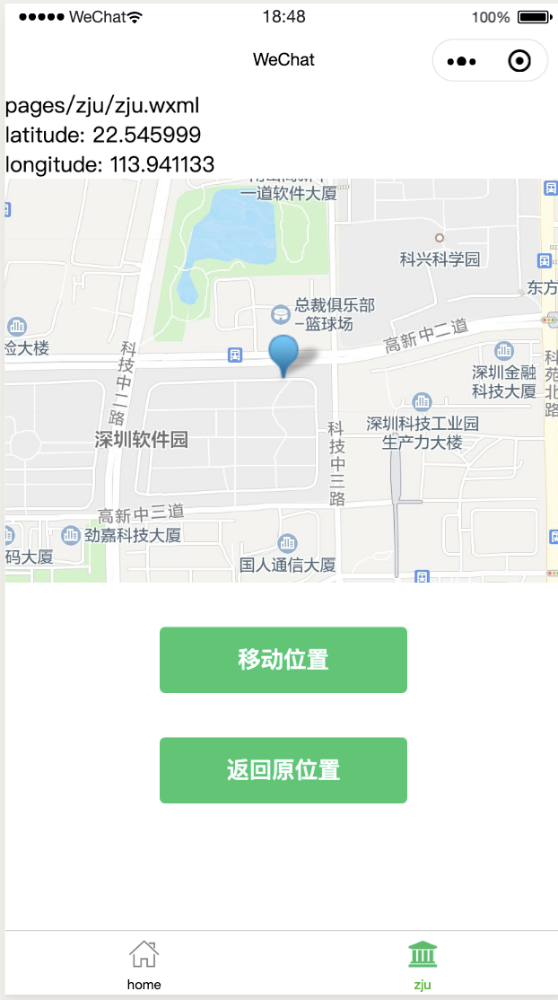 WeChat
18:48
100%
WeChat
pages/zju/zju.wxml
latitude: 22.545999
longitude: 113.941133
一道软件大厦
科兴科学园
东方
总裁俱乐部
-篮球场
高新中二道
检大楼
科技中二路
深圳金融
科技大厦
科苑北路
深圳科技工业园
生产力大楼
深圳软件园
科技中三路
高新中三道
劲嘉科技大厦
码大厦
国人通信大厦
移动位置
返回原位置
home
zju